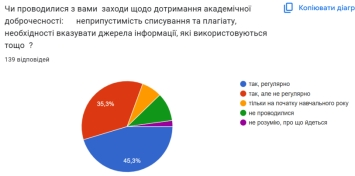 Чи проводилися з вами заходи щодо дотримання академічної
доброчесності: неприпустимість списування та плагіату,
необхідності вказувати джерела інформації, які використовуються
тощо ?
Копіювати діагр
139 відповідей
так, регулярно
так, але не регулярно
тільки на початку навчального року
не проводилися
не розумію, про що йдеться
35,3%
45,3%